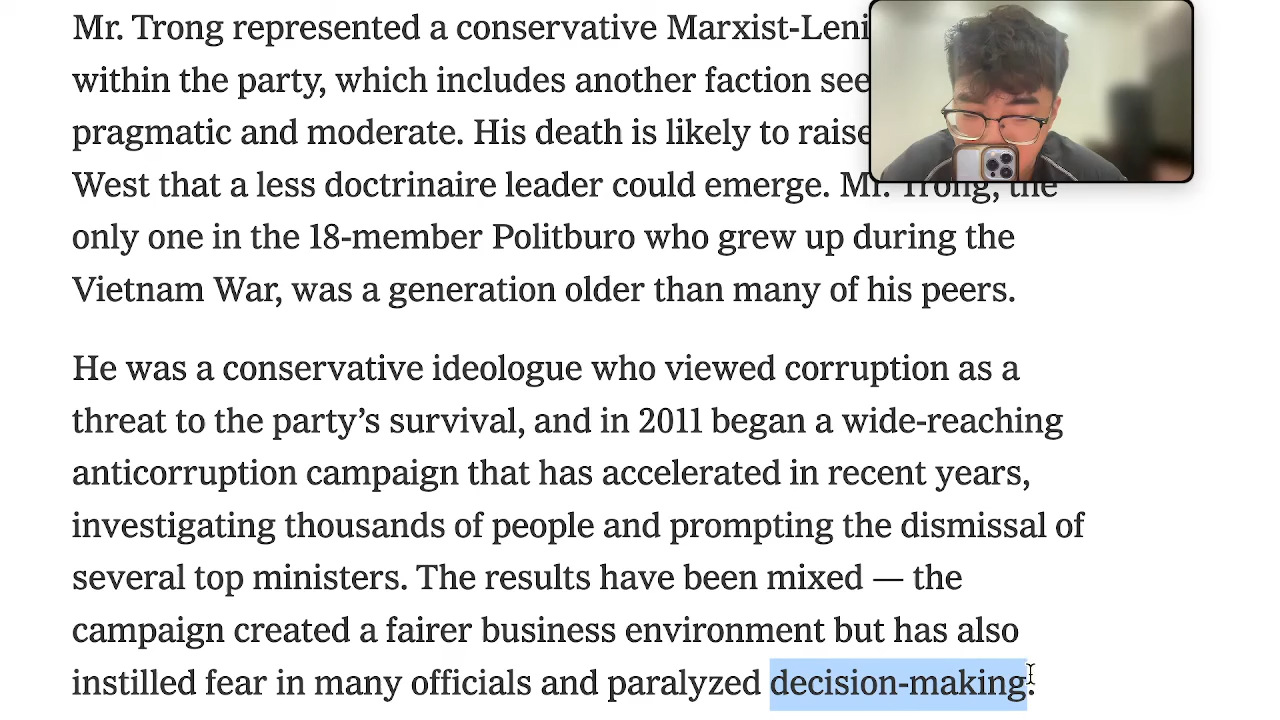 Mr. Trong represented a conservative Marxist-Leni
within the party, which includes another faction see
pragmatic and moderate. His death is likely to raise
West that a less doctrinaire leader could emerge. Mr. Trong, the
only one in the 18-member Politburo who grew up during the
Vietnam War, was a generation older than many of his peers.
He was a conservative ideologue who viewed corruption as a
threat to the party’s survival, and in 2011 began a wide-reaching
anticorruption campaign that has accelerated in recent years,
investigating thousands of people and prompting the dismissal of
several top ministers. The results have been mixed — the
campaign created a fairer business environment but has also
instilled fear in many officials and paralyzed decision-making.